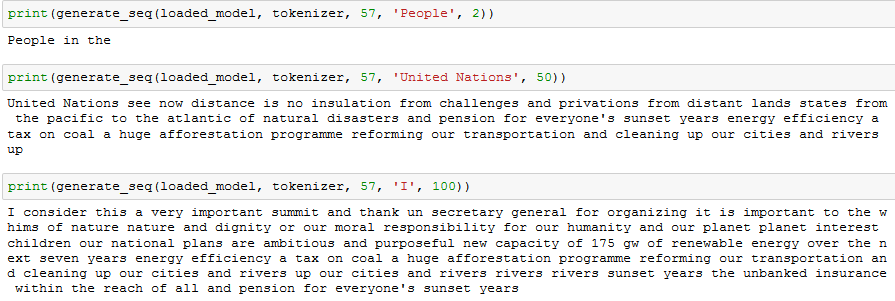 print(generate_seq(loaded_model, tokenizer, 57, 'People', 2))
People in the
print(generate_seq(loaded_model, tokenizer, 57, 'United Nations', 50))
United Nations see now distance is no insulation from challenges and privations from distant lands states from
the pacific to the atlantic of natural disasters and pension for everyone's sunset years energy efficiency a
tax on coal a huge afforestation programme reforming our transportation and cleaning up our cities and rivers
up
print(generate_seq(loaded_model, tokenizer, 57, 'I', 100))
I consider this a very important summit and thank un secretary general for organizing it is important to the w
hims of nature nature and dignity or our moral responsibility for our humanity and our planet planet interest
children our national plans are ambitious and purposeful new capacity of 175 gw of renewable energy over the n
ext seven years energy efficiency a tax on coal a huge afforestation programme reforming our transportation an
d cleaning up our cities and rivers up our cities and rivers rivers rivers sunset years the unbanked insurance
within the reach of all and pension for everyone's sunset years